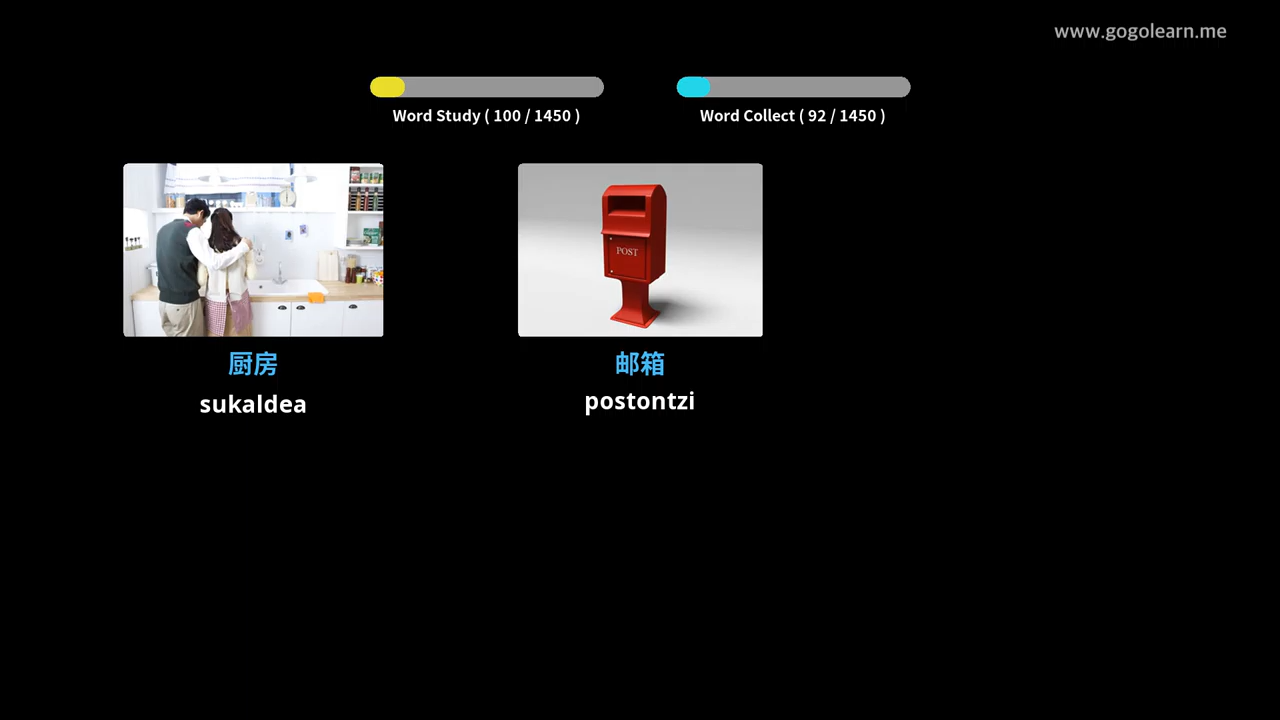 www.gogolearn.me
Word Study ( 100 / 1450 )
Word Collect ( 92 / 1450 )
POST
厨房
邮箱
sukaldea
postontzi